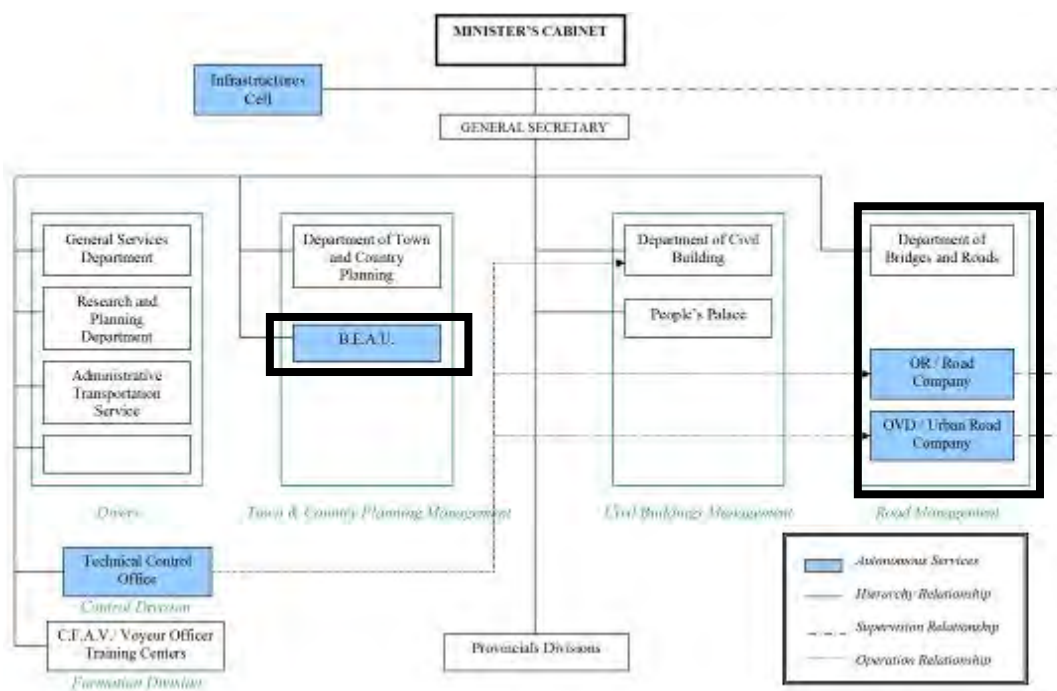 MINISTER'S CABINET
Infrastructures
Cell
GENERAL SECRETARY
General Services
Department
Research and
Planning
Department
Administrative
Transportation
Service
Divers
Department of Town
and Country
Planning
B.E.A.U.
Town & Country Planning Management
Department of Civil
Building
People's Palace
Civil Buildings Management
Department of
Bridges and Roads
OR / Road
Company
OVD / Urban Road
Company
Road Management
Technical Control
Office
Control Division
C.F.A.V./ Voyeur Officer
Training Centers
Formation Division
Provincials Divisions
Autonomous Services
Hierarchy Relationship
Supervision Relationship
Operation Relationship